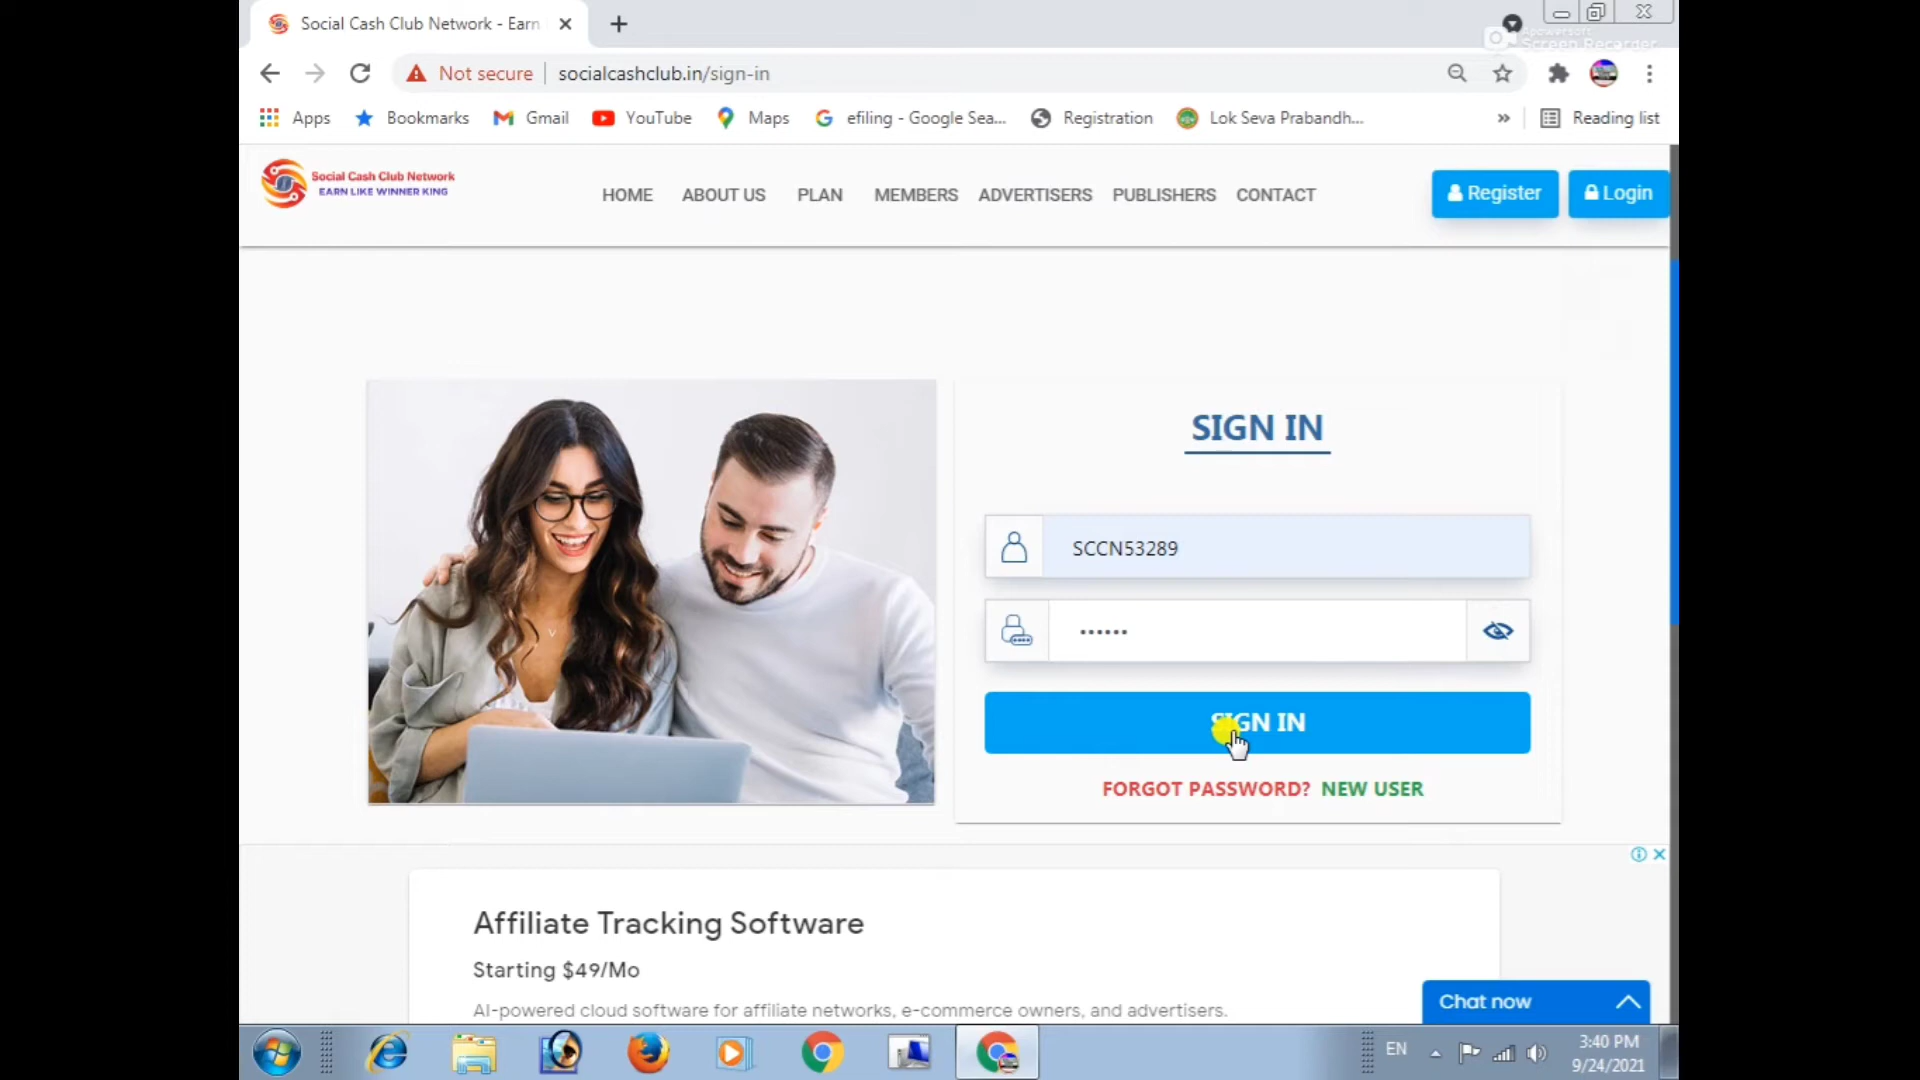 Social Cash Club Network - Earn
Apowersoft
Screen Recorder
Not secure
socialcashclub.in/sign-in
Apps
Bookmarks
Gmail
YouTube
Maps
efiling - Google Sea...
Registration
Lok Seva Prabandh...
»
Reading list
Social Cash Club Network
EARN LIKE WINNER KING
HOME
ABOUT US
PLAN
MEMBERS
ADVERTISERS
PUBLISHERS
CONTACT
Register
Login
SIGN IN
SCCN53289
••••••
SIGN IN
FORGOT PASSWORD? NEW USER
Affiliate Tracking Software
Starting $49/Mo
AI-powered cloud software for affiliate networks, e-commerce owners, and advertisers.
Chat now
EN
3:40 PM
9/24/2021